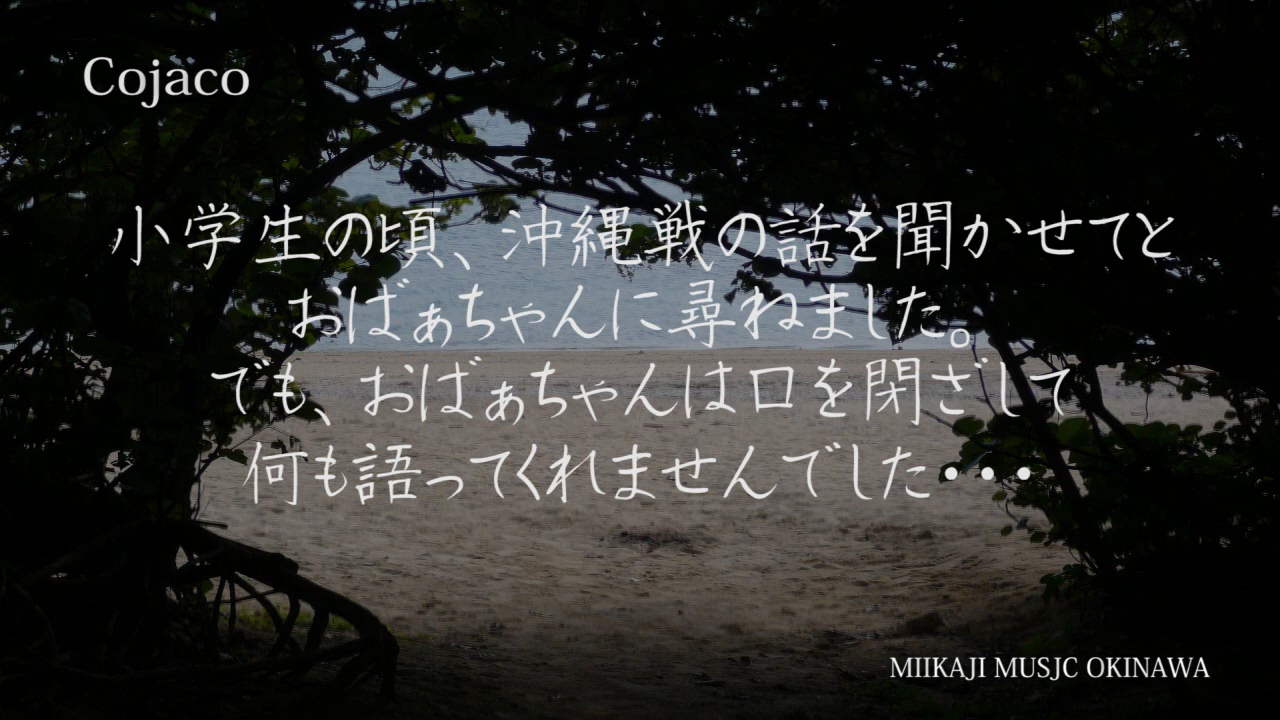 Cojaco
小学生の頃、沖縄戦の話を聞かせてと
おばぁちゃんに尋ねました。
でも、おばぁちゃんは口を閉ざして
何も語ってくれませんでした・・・
MIIKAJI MUSJC OKINAWA